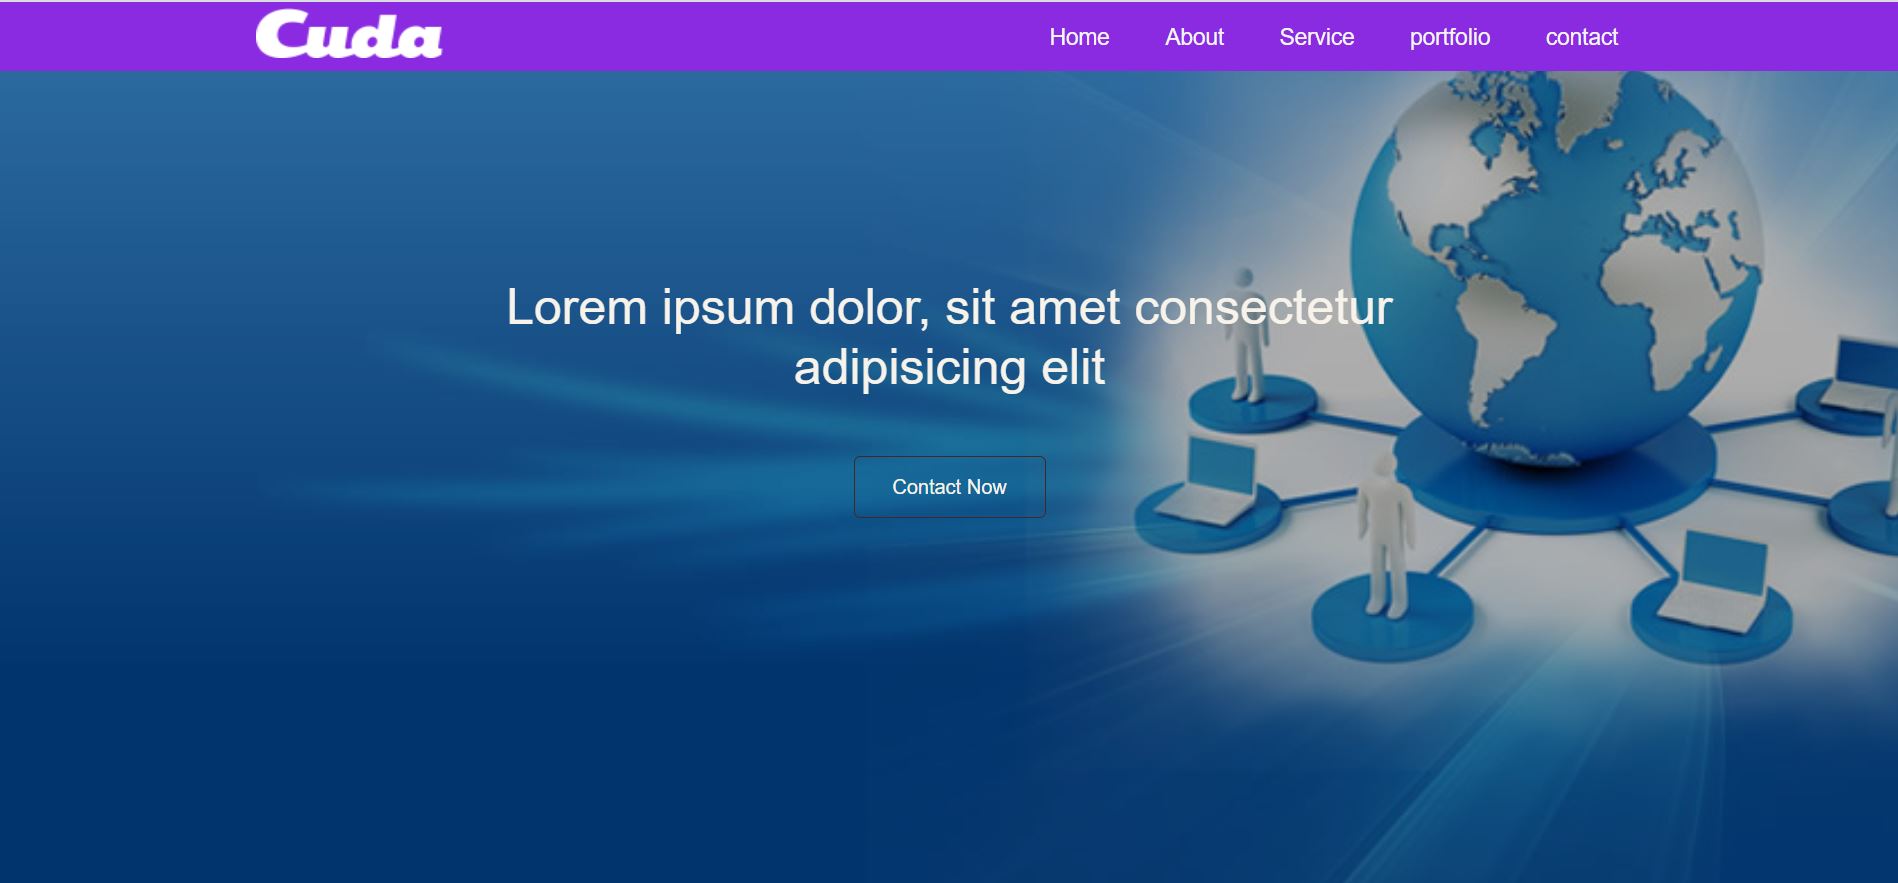 Cuda
Home About Service portfolio contact
Lorem ipsum dolor, sit amet consectetur
adipisicing elit
Contact Now